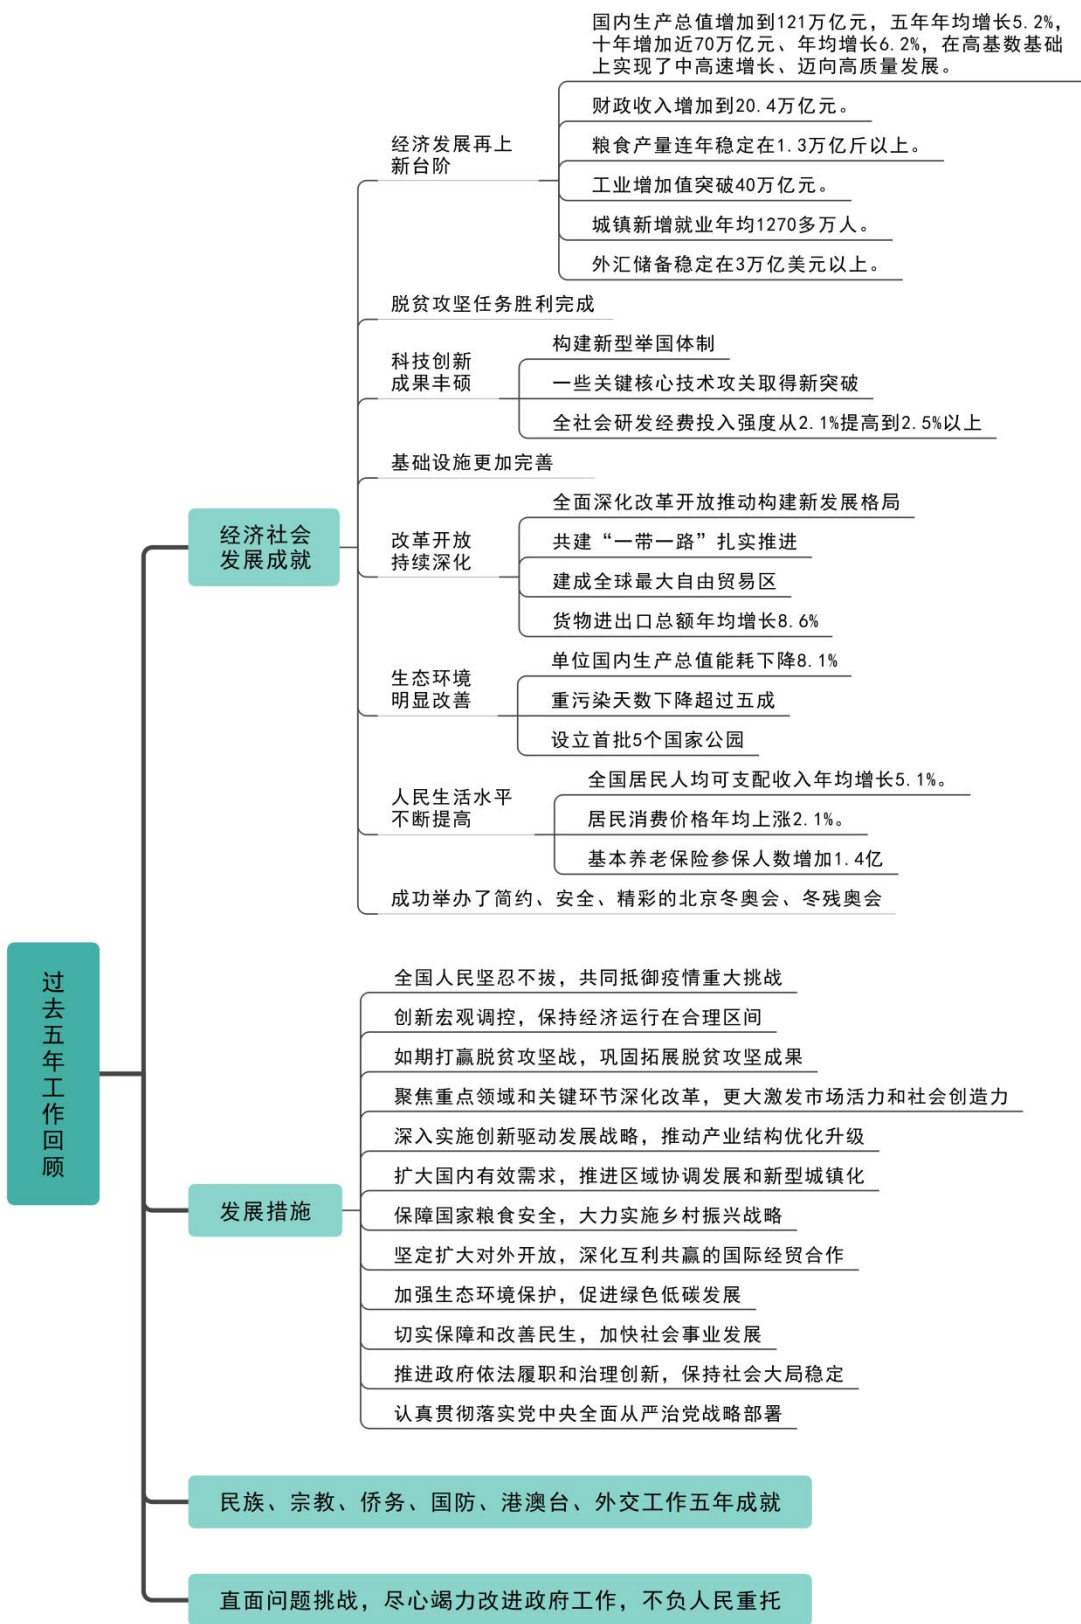 国内生产总值增加到121万亿元，五年年均增长5.2%，
十年增加近70万亿元、年均增长6.2%，在高基数基础
上实现了中高速增长、迈向高质量发展。
财政收入增加到20.4万亿元。
经济发展再上
新台阶
粮食产量连年稳定在1.3万亿斤以上。
工业增加值突破40万亿元。
城镇新增就业年均1270多万人。
外汇储备稳定在3万亿美元以上。
脱贫攻坚任务胜利完成
科技创新
成果丰硕
构建新型举国体制
一些关键核心技术攻关取得新突破
全社会研发经费投入强度从2.1%提高到2.5%以上
基础设施更加完善
经济社会
发展成就
改革开放
持续深化
全面深化改革开放推动构建新发展格局
共建“一带一路”扎实推进
建成全球最大自由贸易区
货物进出口总额年均增长8.6%
生态环境
明显改善
单位国内生产总值能耗下降8.1%
重污染天数下降超过五成
设立首批5个国家公园
人民生活水平
不断提高
全国居民人均可支配收入年均增长5.1%。
居民消费价格年均上涨2.1%。
基本养老保险参保人数增加1.4亿
成功举办了简约、安全、精彩的北京冬奥会、冬残奥会
过去五年工作回顾
发展措施
全国人民坚忍不拔，共同抵御疫情重大挑战
创新宏观调控，保持经济运行在合理区间
如期打赢脱贫攻坚战，巩固拓展脱贫攻坚成果
聚焦重点领域和关键环节深化改革，更大激发市场活力和社会创造力
深入实施创新驱动发展战略，推动产业结构优化升级
扩大国内有效需求，推进区域协调发展和新型城镇化
保障国家粮食安全，大力实施乡村振兴战略
坚定扩大对外开放，深化互利共赢的国际经贸合作
加强生态环境保护，促进绿色低碳发展
切实保障和改善民生，加快社会事业发展
推进政府依法履职和治理创新，保持社会大局稳定
认真贯彻落实党中央全面从严治党战略部署
民族、宗教、侨务、国防、港澳台、外交工作五年成就
直面问题挑战，尽心竭力改进政府工作，不负人民重托